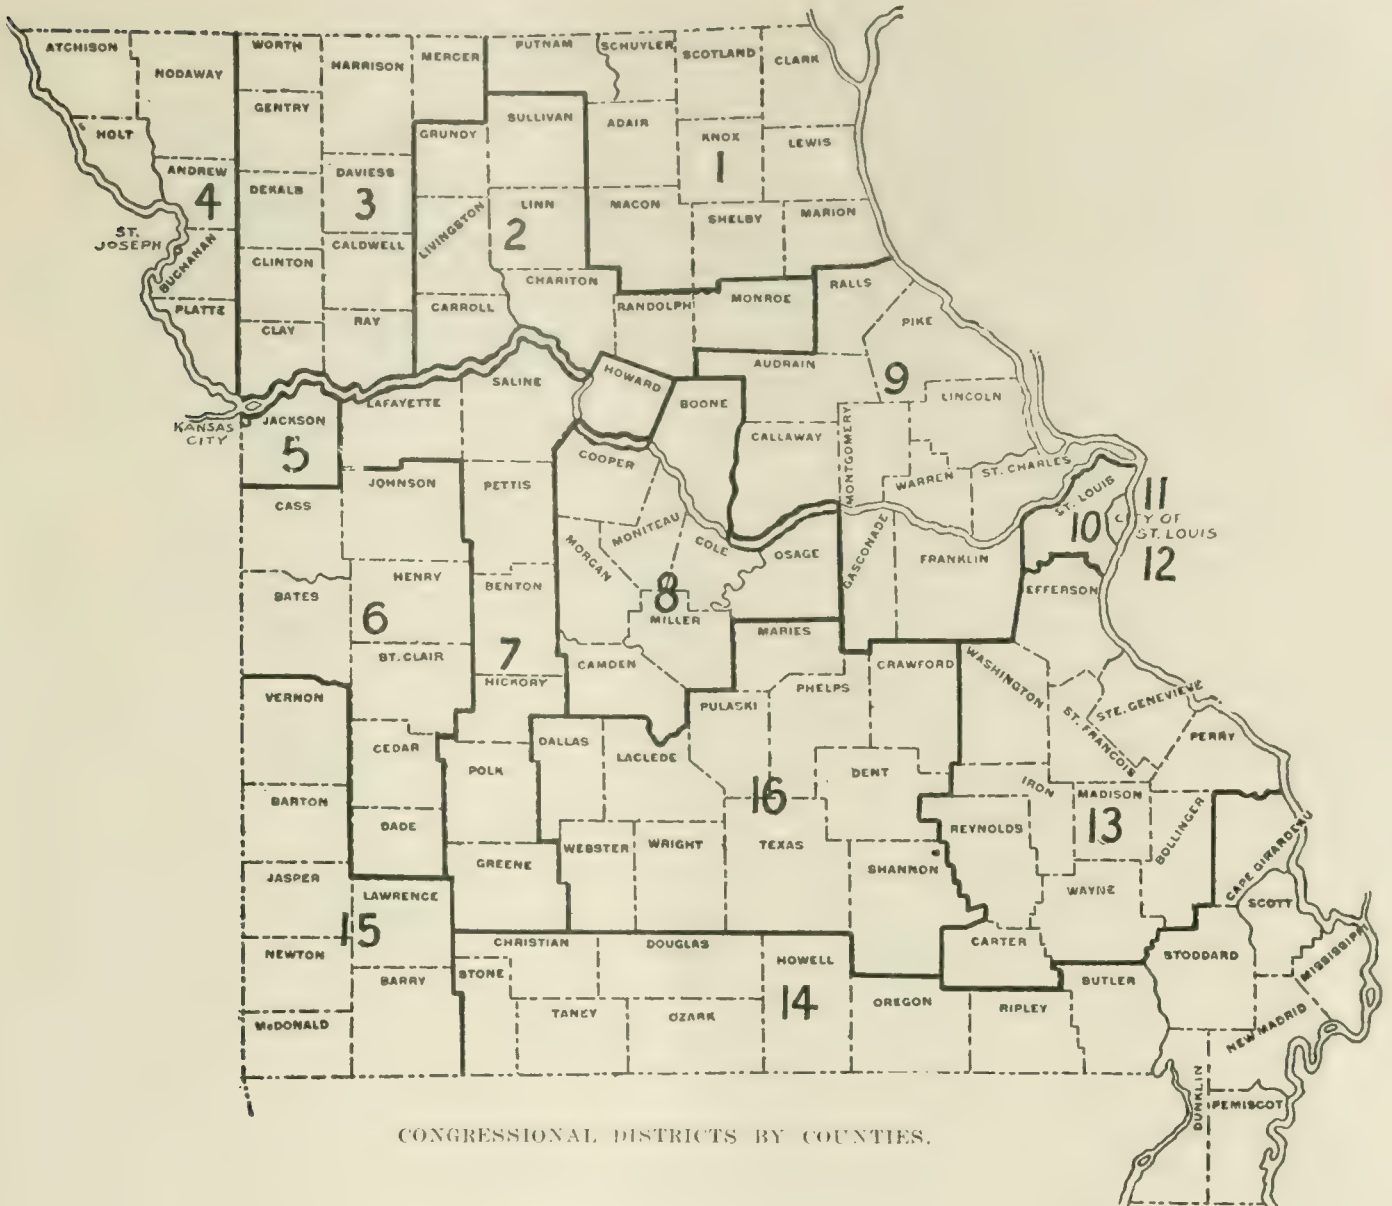 ATCHISON
NODAWAY
WORTH
HARRISON
MERCER
PUTNAM
SCHUYLER
SCOTLAND
CLARK
HOLT
GENTRY
GRUNDY
SULLIVAN
ADAIR
KNOX
LEWIS
1
ANDREW
4
DEKALB
DAVIESS
3
LINN
2
MACON
SHELBY
MARION
ST.
JOSEPH
BUCHANAN
CLINTON
CALDWELL
LIVINGSTON
CHARITON
PLATTE
CLAY
RAY
CARROLL
RANDOLPH
MONROE
RALLS
PIKE
AUDRAIN
9
KANSAS
CITY
JACKSON
5
LAFAYETTE
SALINE
HOWARD
BOONE
CALLAWAY
MONTGOMERY
LINCOLN
WARREN
ST. CHARLES
COOPER
CASS
JOHNSON
PETTIS
MORGAN
MONITEAU
COLE
OSAGE
GASCONADE
FRANKLIN
ST. LOUIS
10
11
CITY OF
ST. LOUIS
12
JEFFERSON
BATES
HENRY
6
BENTON
7
8
MILLER
MARIES
ST. CLAIR
HICKORY
CAMDEN
PULASKI
PHELPS
CRAWFORD
WASHINGTON
ST. FRANCOIS
STE. GENEVIEVE
PERRY
VERNON
CEDAR
POLK
DALLAS
LACLEDE
16
DENT
IRON
MADISON
13
BOLLINGER
CAPE GIRARDEAU
BARTON
DADE
GREENE
WEBSTER
WRIGHT
TEXAS
SHANNON
REYNOLDS
WAYNE
JASPER
LAWRENCE
15
NEWTON
BARRY
STONE
CHRISTIAN
DOUGLAS
HOWELL
14
CARTER
STODDARD
SCOTT
MISSISSIPPI
McDONALD
TANEY
OZARK
OREGON
RIPLEY
BUTLER
NEW MADRID
DUNKLIN
PEMISCOT
CONGRESSIONAL DISTRICTS BY COUNTIES.